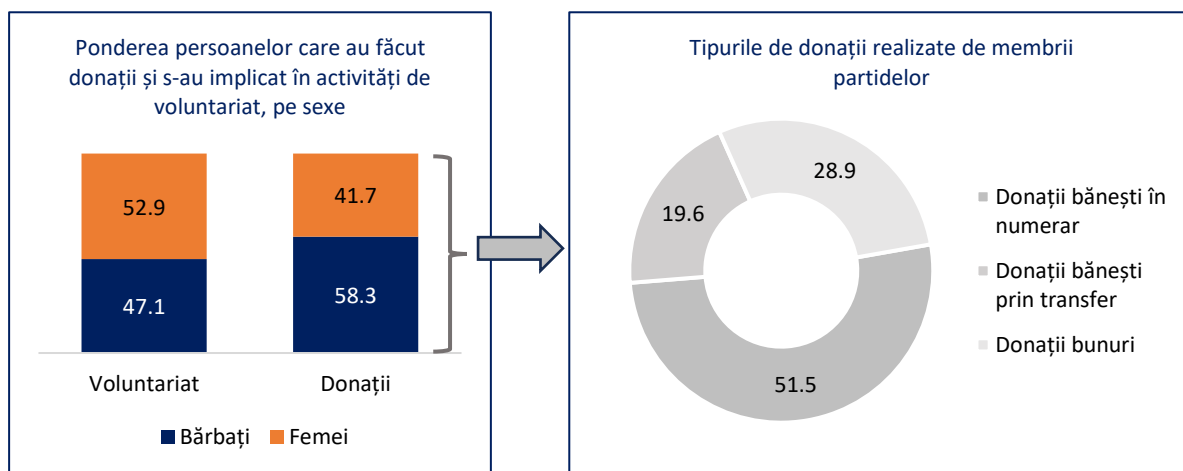 Ponderea persoanelor care au făcut
donații și s-au implicat în activități de
voluntariat, pe sexe
52.9
41.7
47.1
58.3
Voluntariat
Donații
Bărbați
Femei
Tipurile de donații realizate de membrii
partidelor
28.9
19.6
51.5
Donații bănești în
numerar
Donații bănești
prin transfer
Donații bunuri